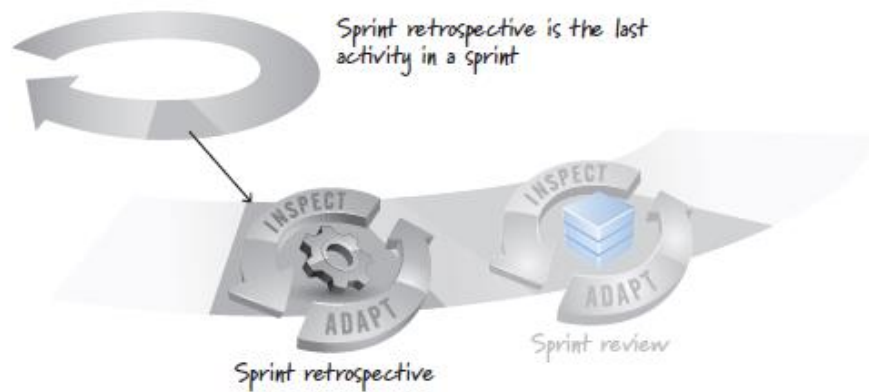 Sprint retrospective is the last
activity in a sprint
INSPECT
ADAPT
Sprint retrospective
INSPECT
ADAPT
Sprint review